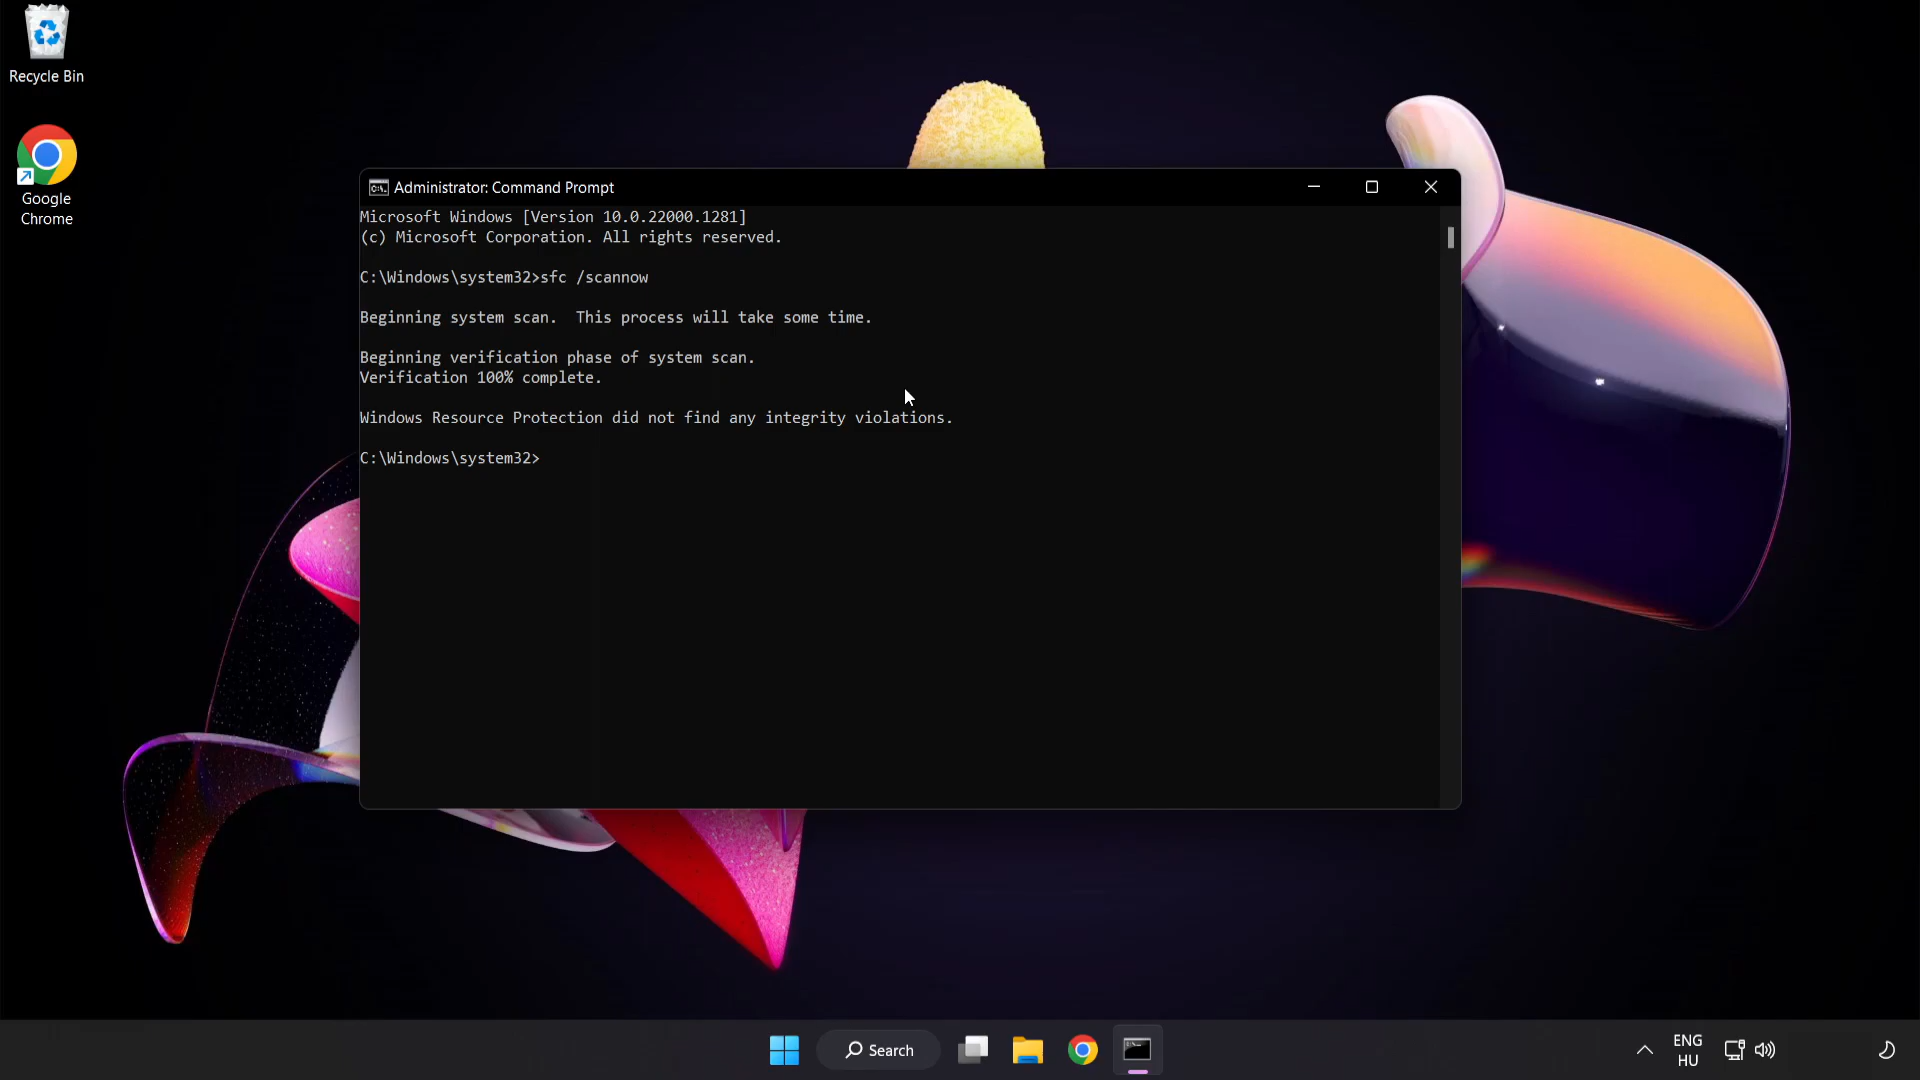 Recycle Bin
Google
Chrome
Administrator: Command Prompt
Microsoft Windows [Version 10.0.22000.1281]
(c) Microsoft Corporation. All rights reserved.
C:\Windows\system32>sfc /scannow
Beginning system scan.  This process will take some time.
Beginning verification phase of system scan.
Verification 100% complete.
Windows Resource Protection did not find any integrity violations.
C:\Windows\system32>
Search
ENG
HU